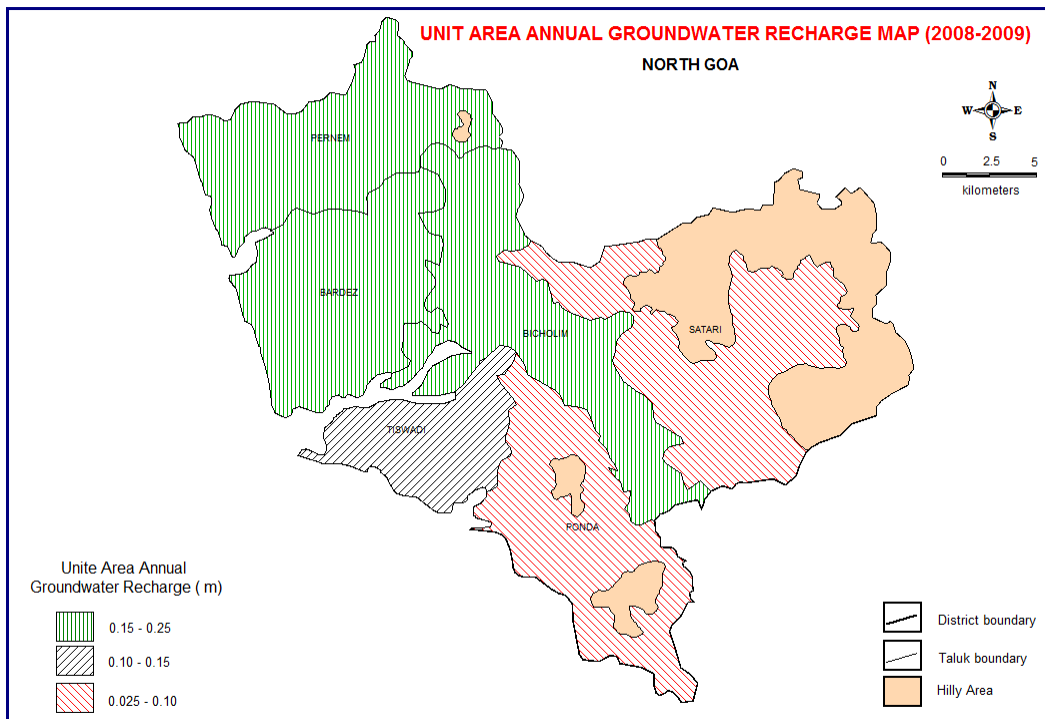 UNIT AREA ANNUAL GROUNDWATER RECHARGE MAP (2008-2009)
NORTH GOA
N
W E
S
0 2.5 5
kilometers
PERNEM
BARDEZ
BICHOLIM
SATARI
TISWADI
PONDA
Unite Area Annual
Groundwater Recharge ( m)
0.15 - 0.25
0.10 - 0.15
0.025 - 0.10
District boundary
Taluk boundary
Hilly Area